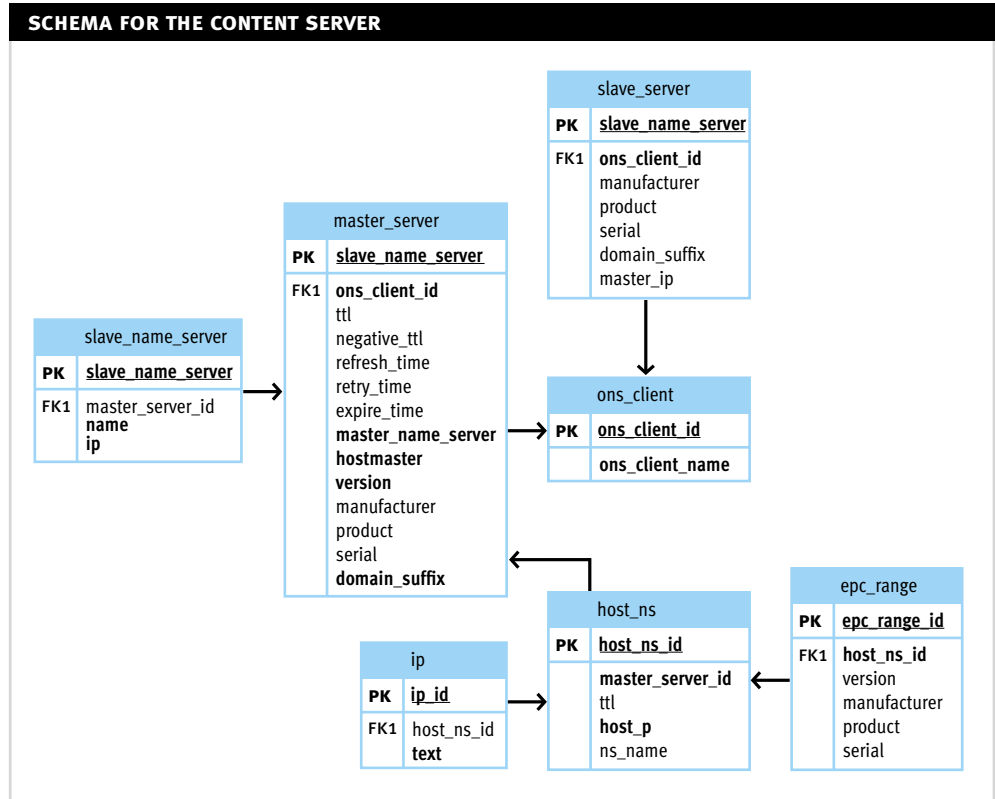 SCHEMA FOR THE CONTENT SERVER
slave_server
PK slave_name_server
FK1 ons_client_id
manufacturer
product
serial
domain_suffix
master_ip
master_server
PK slave_name_server
FK1 ons_client_id
ttl
negative_ttl
refresh_time
retry_time
expire_time
master_name_server
hostmaster
version
manufacturer
product
serial
domain_suffix
slave_name_server
PK slave_name_server
FK1 master_server_id
name
ip
ons_client
PK ons_client_id
ons_client_name
host_ns
PK host_ns_id
master_server_id
ttl
host_p
ns_name
epc_range
PK epc_range_id
FK1 host_ns_id
version
manufacturer
product
serial
ip
PK ip_id
FK1 host_ns_id
text